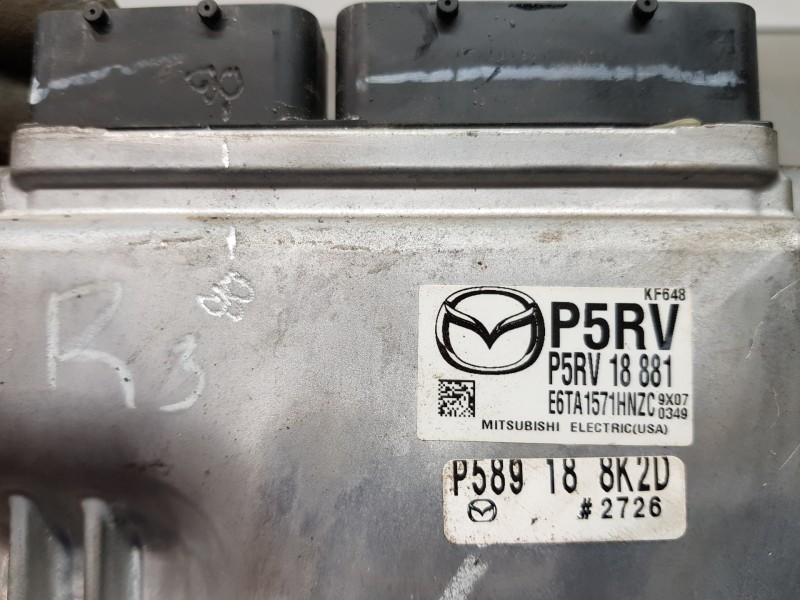 R3
KF648
P5RV
P5RV 18 881
E6TA1571HNZC 9X07
0349
MITSUBISHI ELECTRIC(USA)
P589 18 8K2D
#2726